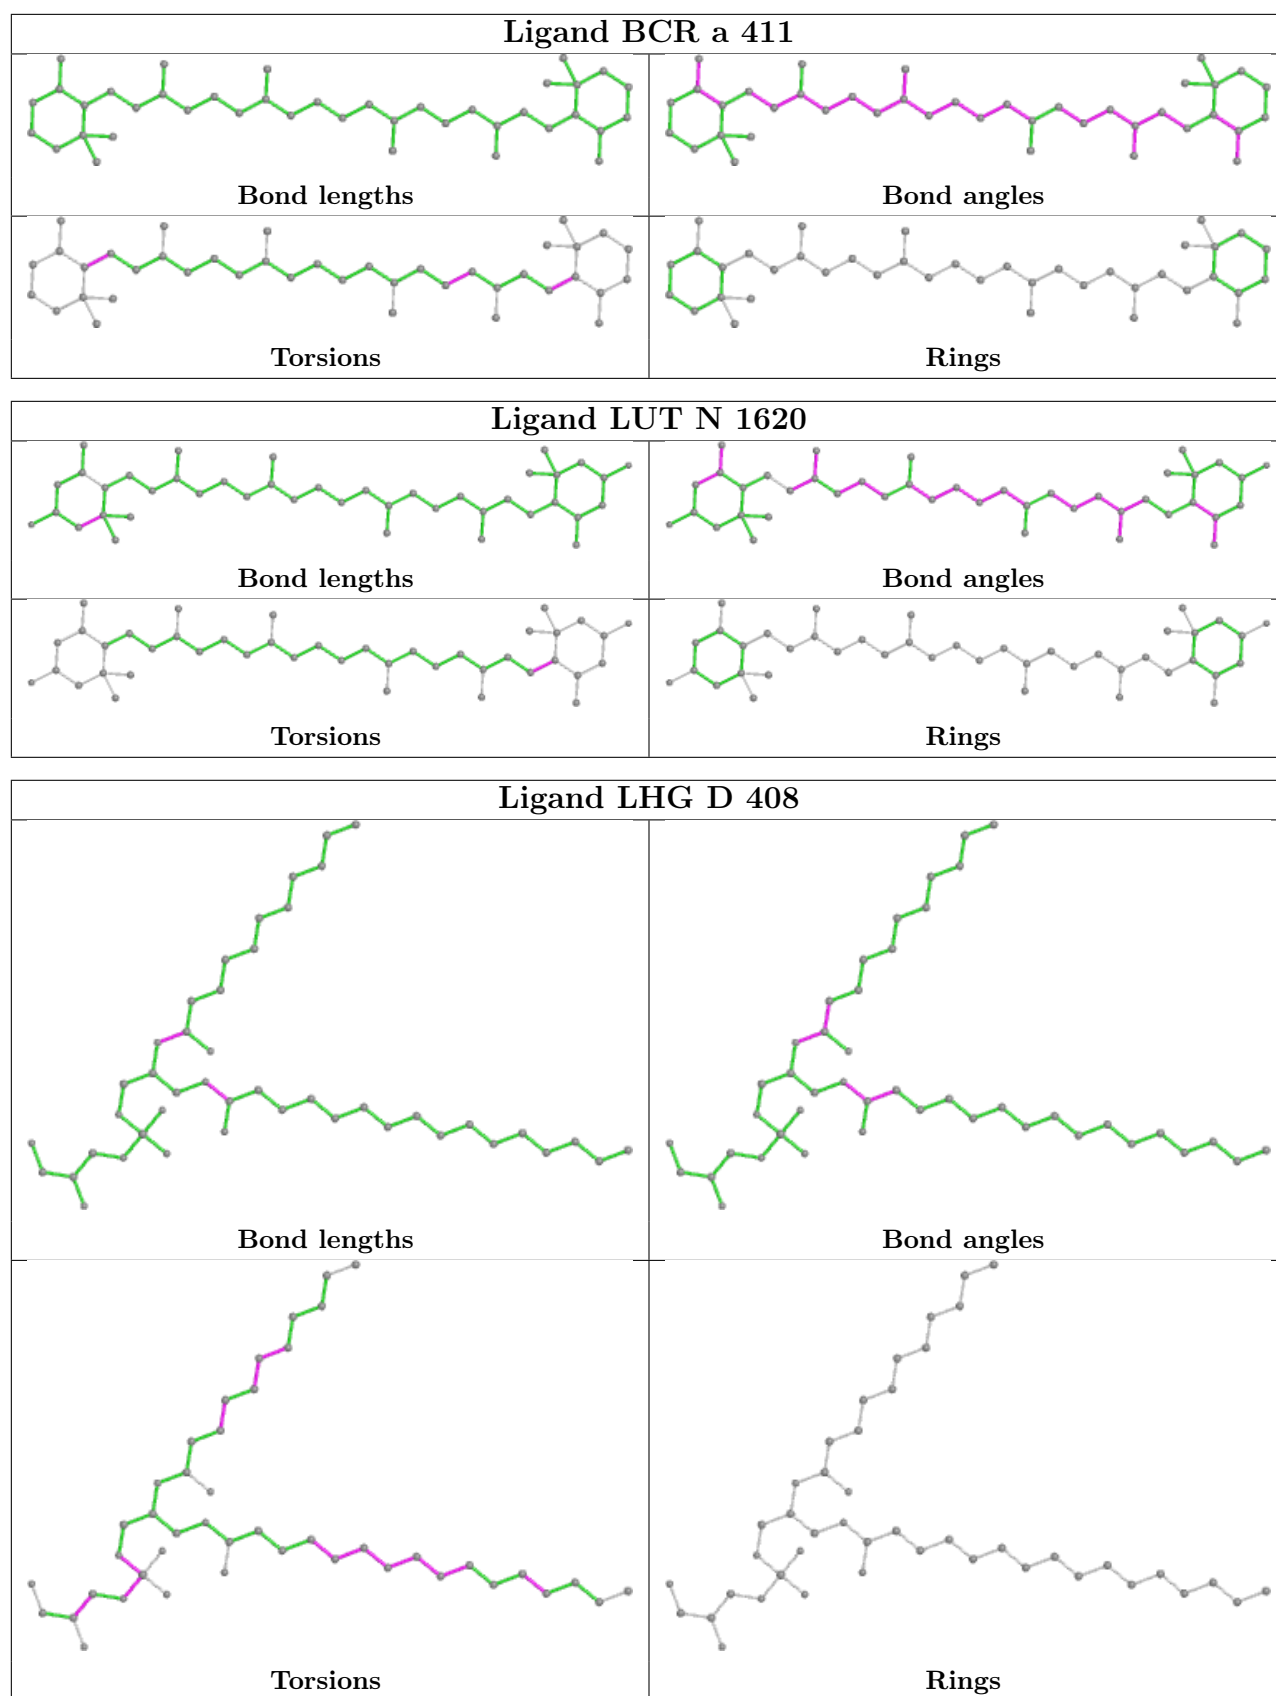 Ligand BCR a 411
Bond lengths
Bond angles
Torsions
Rings
Ligand LUT N 1620
Bond lengths
Bond angles
Torsions
Rings
Ligand LHG D 408
Bond lengths
Bond angles
Torsions
Rings